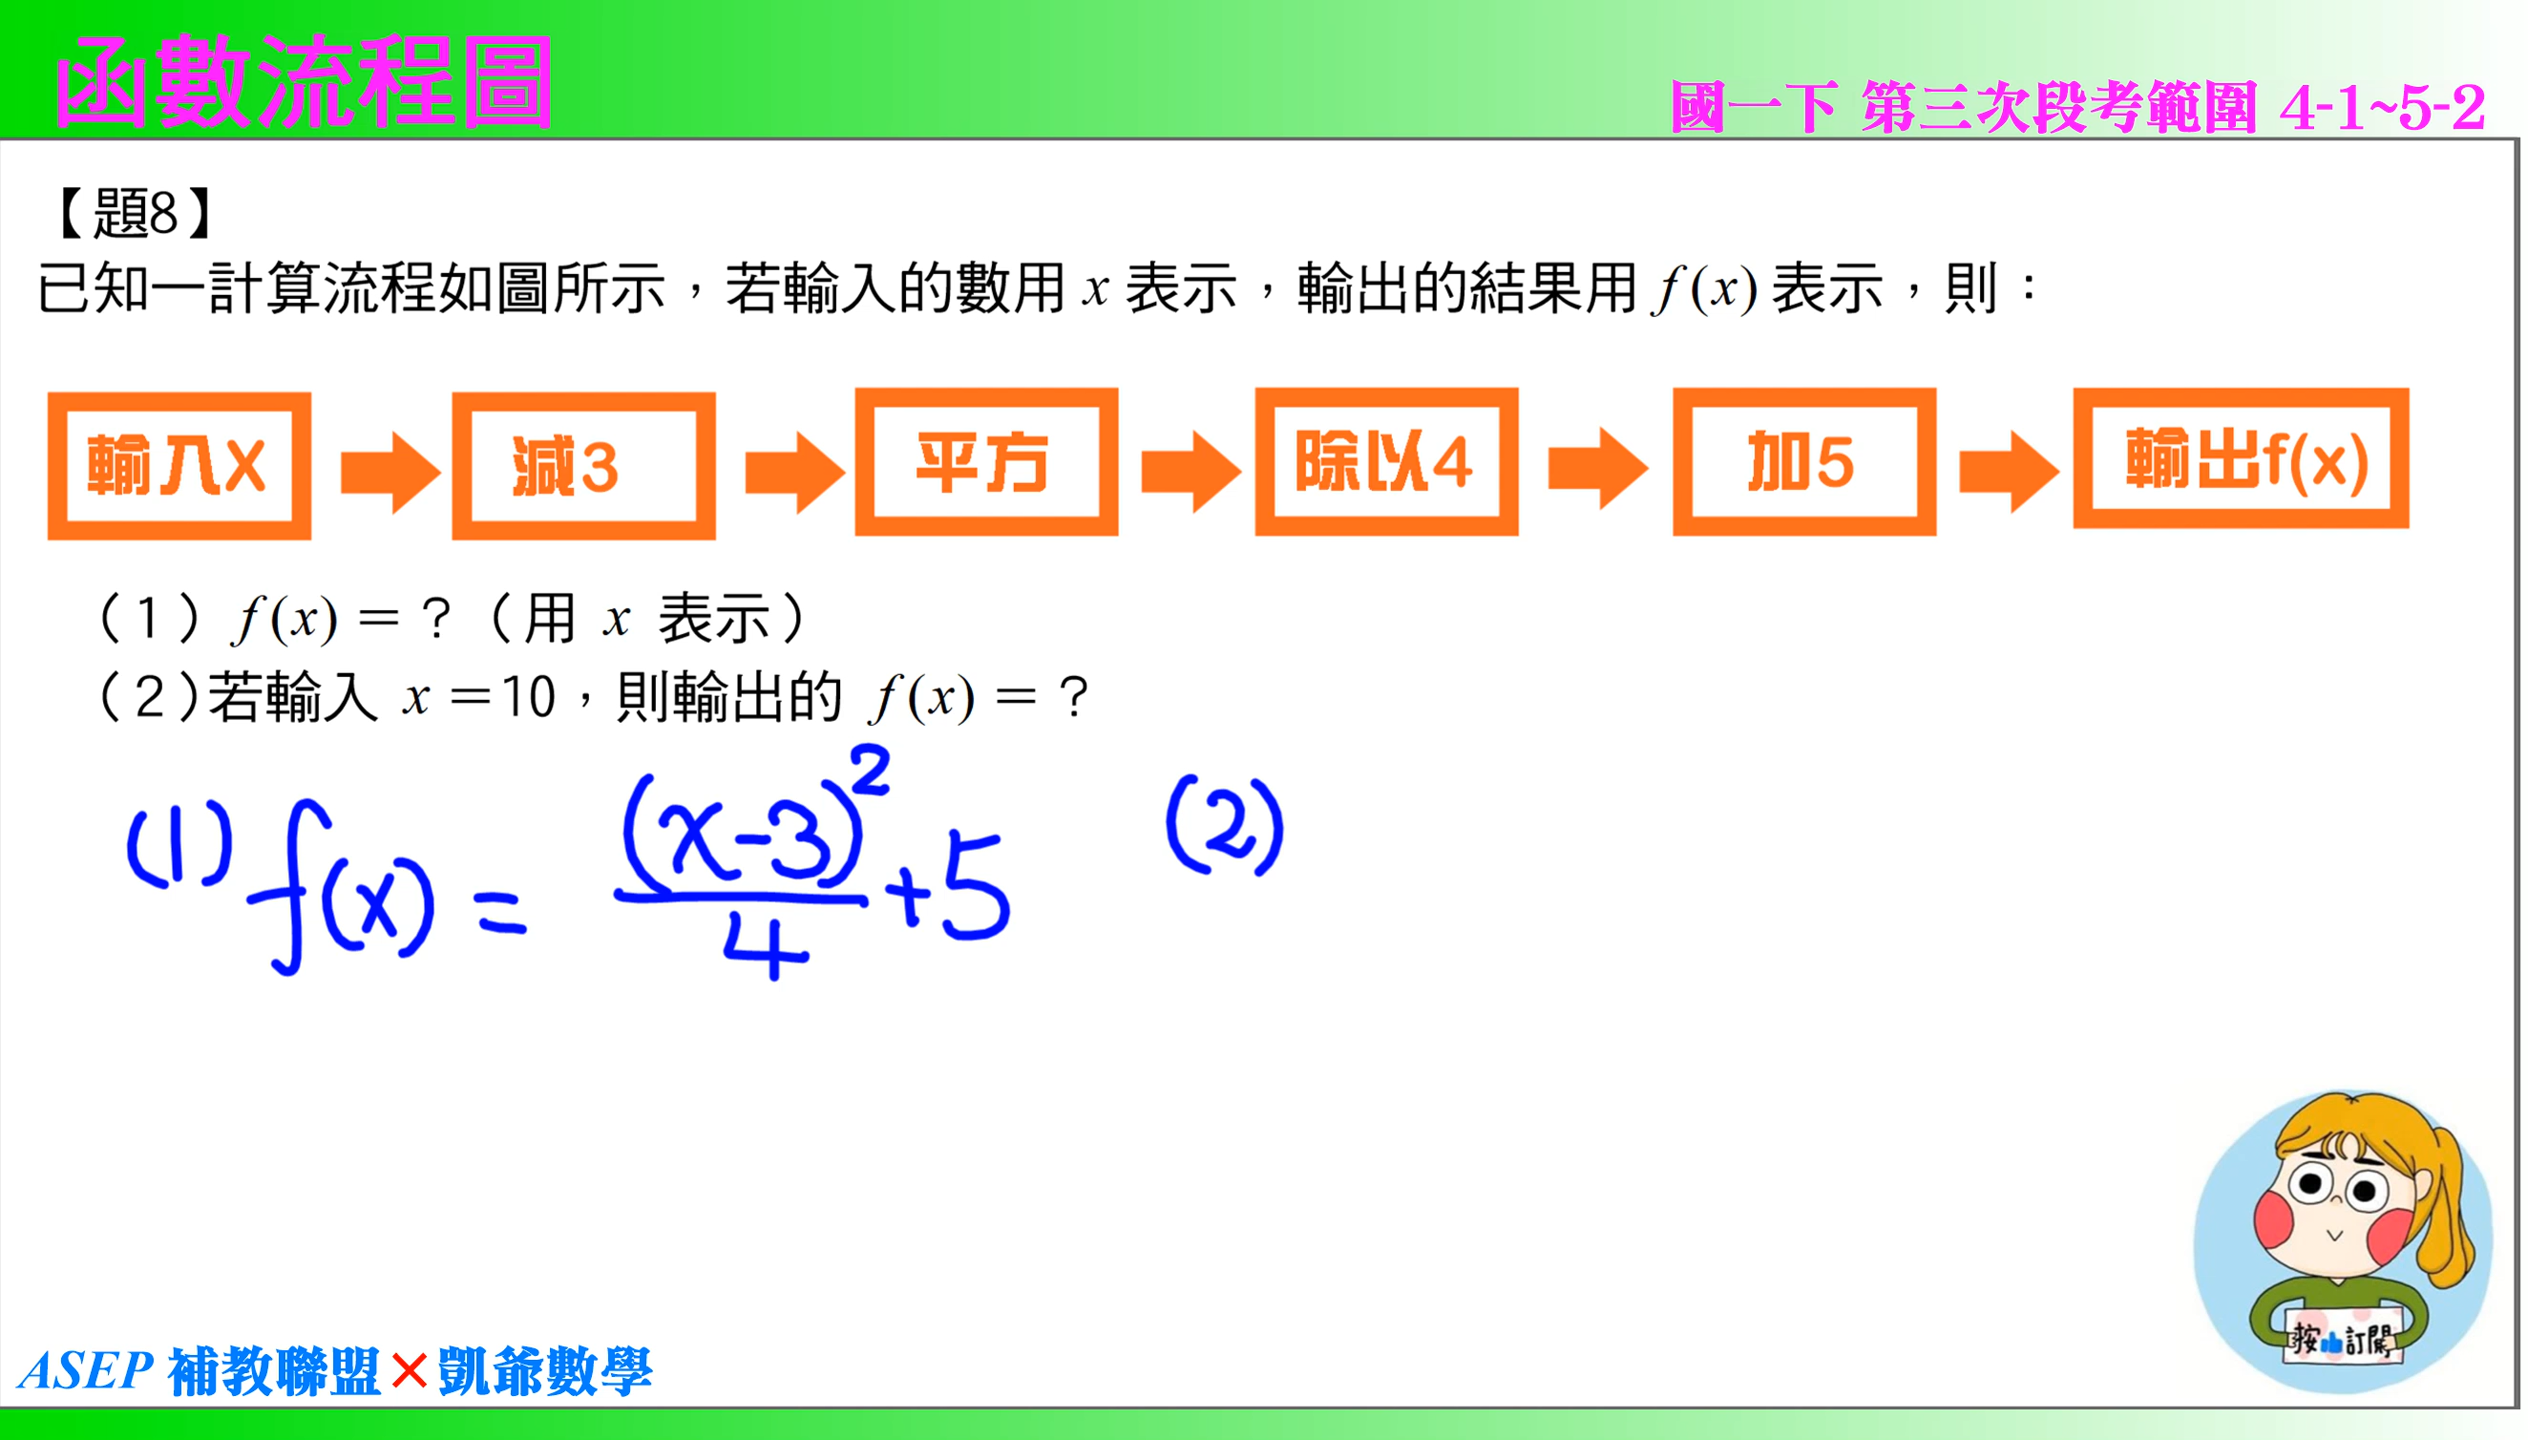 函數流程圖
國一下 第三次段考範圍 4-1~5-2
【題8】
已知一計算流程如圖所示，若輸入的數用 x 表示，輸出的結果用 f(x) 表示，則：
輸入X
減3
平方
除以4
加5
輸出f(x)
（1）f(x) = ？（用 x 表示）
（2）若輸入 x =10，則輸出的 f(x) = ？
(1) f(x) = (x-3)²/4 +5
(2)
按 訂閱
ASEP 補教聯盟×凱爺數學